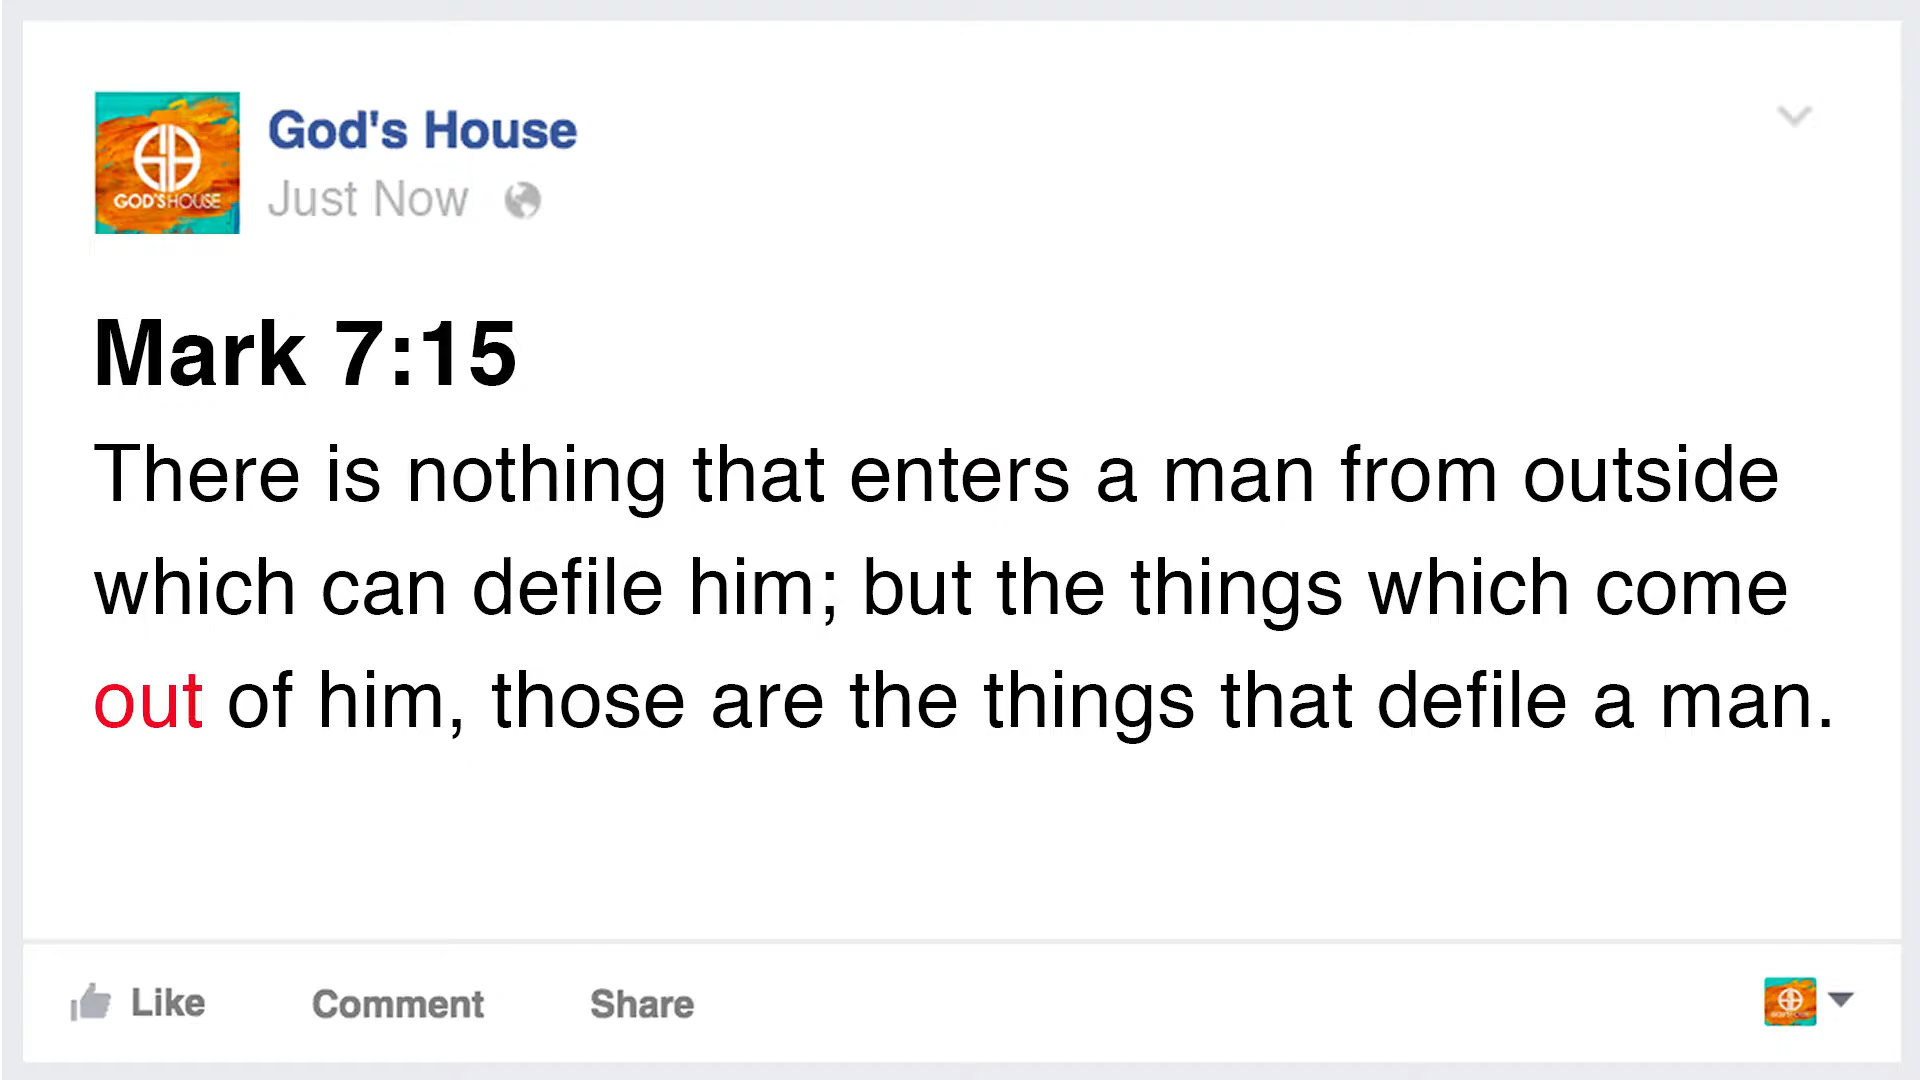 God's House
Just Now
GOD'SHOUSE
Mark 7:15
There is nothing that enters a man from outside
which can defile him; but the things which come
out of him, those are the things that defile a man.
Like
Comment
Share